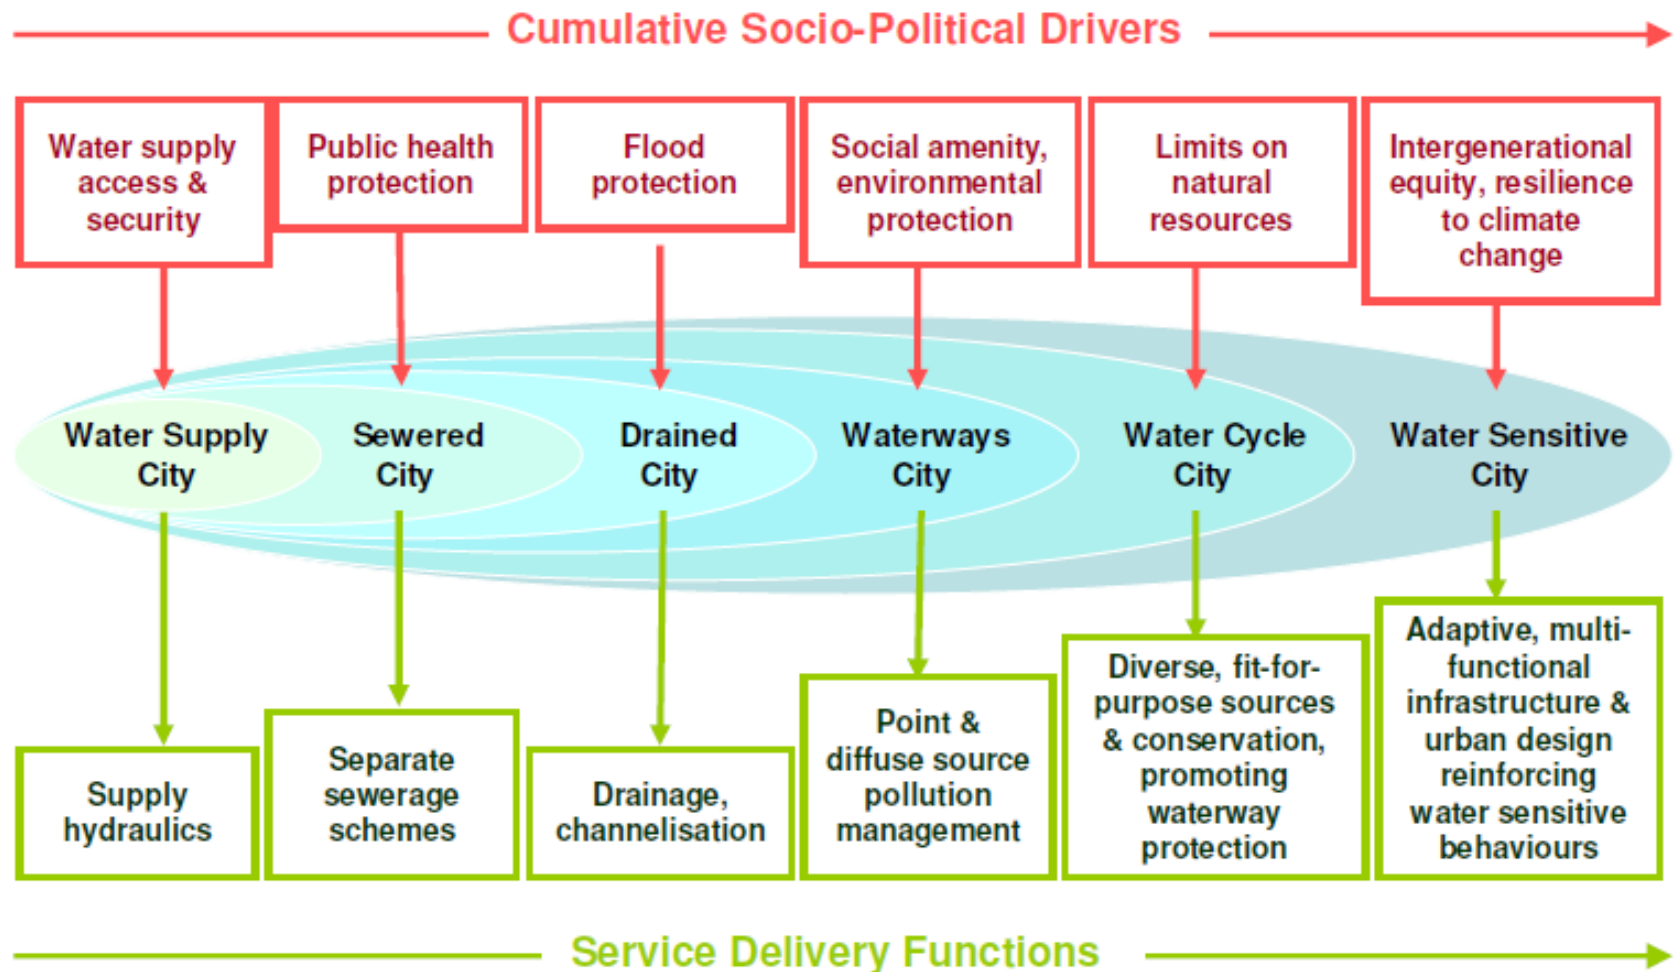 Cumulative Socio-Political Drivers
Water supply
access &
security
Public health
protection
Flood
protection
Social amenity,
environmental
protection
Limits on
natural
resources
Intergenerational
equity, resilience
to climate
change
Water Supply
City
Sewered
City
Drained
City
Waterways
City
Water Cycle
City
Water Sensitive
City
Supply
hydraulics
Separate
sewerage
schemes
Drainage,
channelisation
Point &
diffuse source
pollution
management
Diverse, fit-for-
purpose sources
& conservation,
promoting
waterway
protection
Adaptive, multi-
functional
infrastructure &
urban design
reinforcing
water sensitive
behaviours
Service Delivery Functions